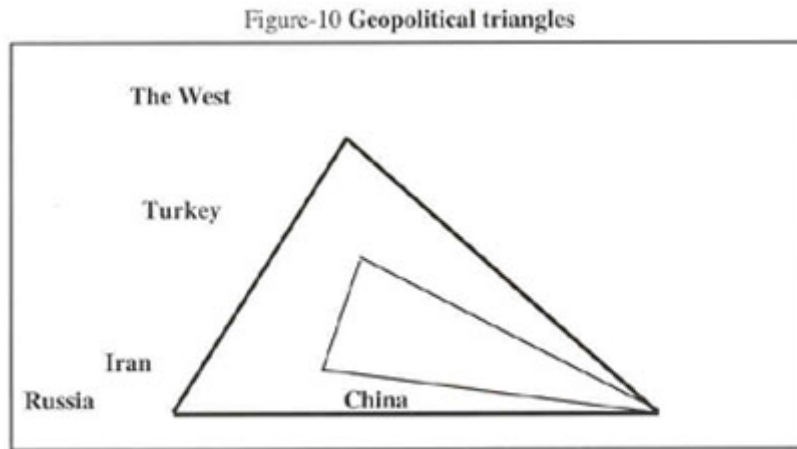 Figure-10 Geopolitical triangles
The West
Turkey
Iran
Russia
China